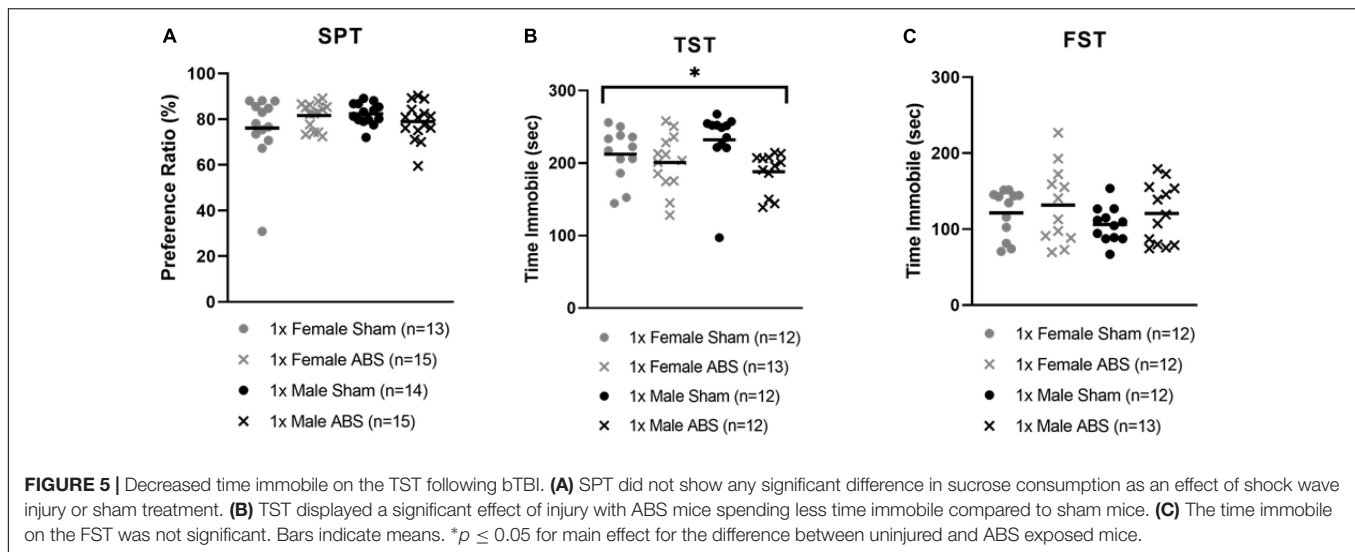 A SPT
Preference Ratio (%)
100
80
60
40
20
0
1x Female Sham (n=13)
1x Female ABS (n=15)
1x Male Sham (n=14)
1x Male ABS (n=15)
B TST
*
Time Immobile (sec)
300
200
100
0
1x Female Sham (n=12)
1x Female ABS (n=13)
1x Male Sham (n=12)
1x Male ABS (n=12)
C FST
Time Immobile (sec)
300
200
100
0
1x Female Sham (n=12)
1x Female ABS (n=12)
1x Male Sham (n=12)
1x Male ABS (n=13)
FIGURE 5 | Decreased time immobile on the TST following bTBI. (A) SPT did not show any significant difference in sucrose consumption as an effect of shock wave
injury or sham treatment. (B) TST displayed a significant effect of injury with ABS mice spending less time immobile compared to sham mice. (C) The time immobile
on the FST was not significant. Bars indicate means. *p ≤ 0.05 for main effect for the difference between uninjured and ABS exposed mice.